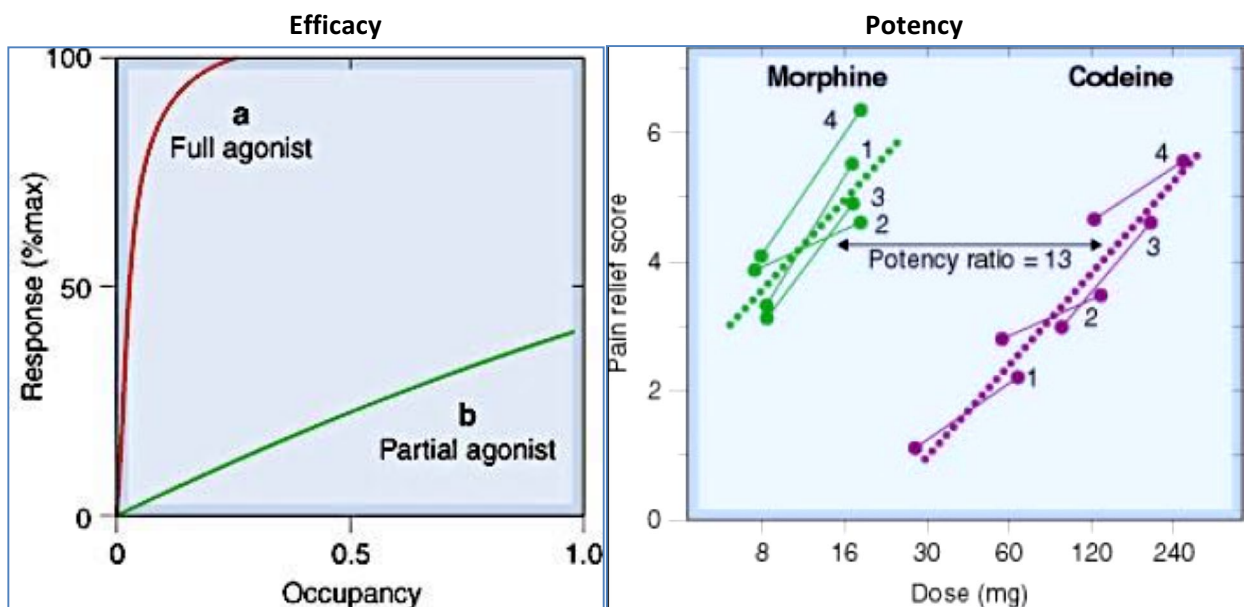 Efficacy
100
50
0
0
0.5
1.0
Response (%max)
Occupancy
a
Full agonist
b
Partial agonist
Potency
Morphine
Codeine
6
4
2
0
8
16
30
60
120
240
Pain relief score
Dose (mg)
4
1
3
2
Potency ratio = 13
4
3
2
1